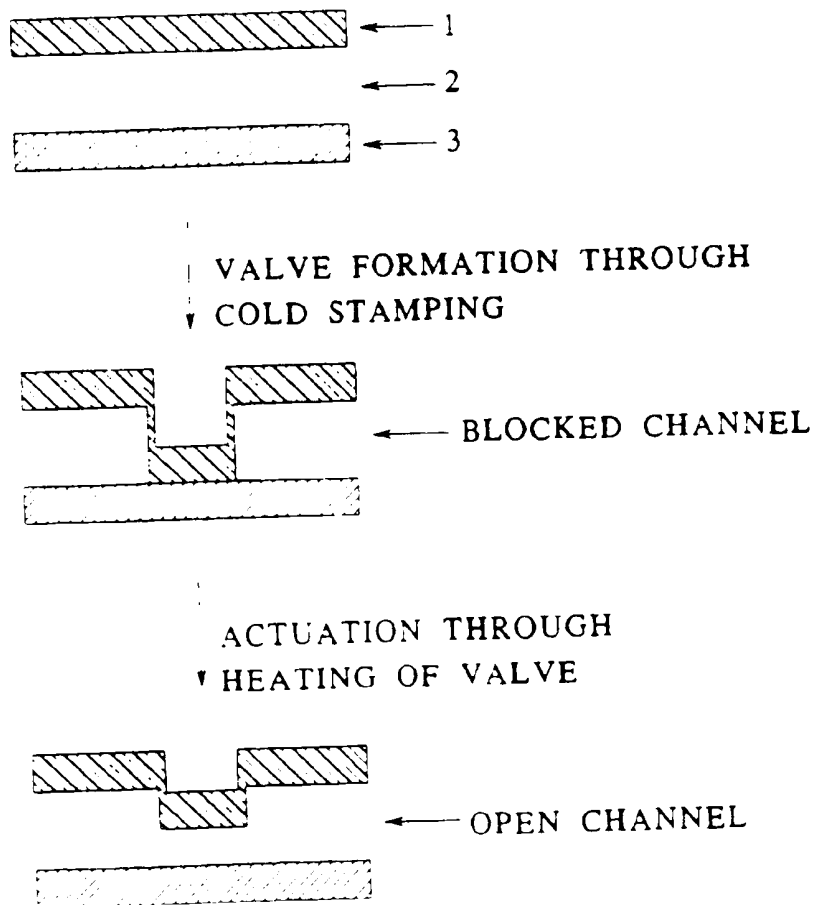 1
2
3
VALVE FORMATION THROUGH
COLD STAMPING
BLOCKED CHANNEL
ACTUATION THROUGH
HEATING OF VALVE
OPEN CHANNEL